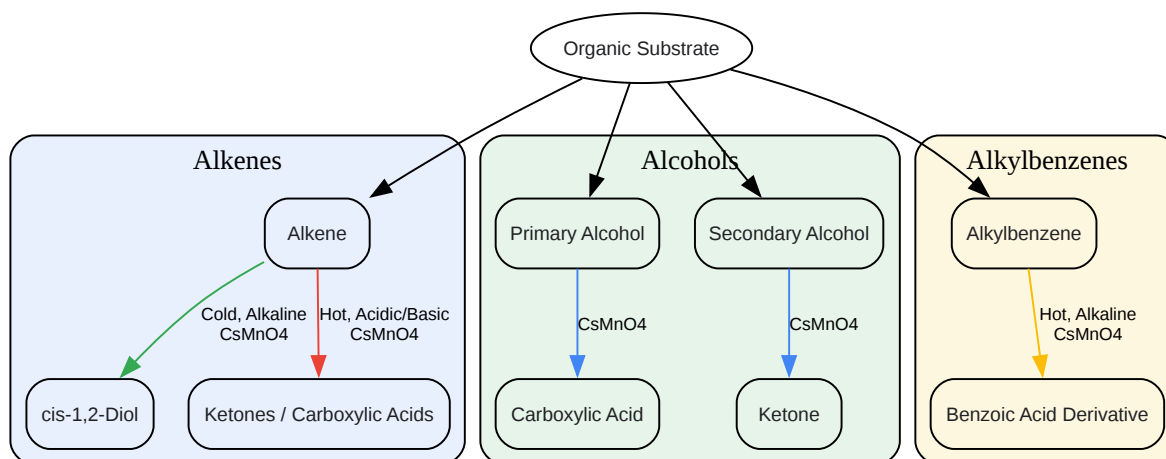 Organic Substrate
Alkenes
Alcohols
Alkylbenzenes
Alkene
Primary Alcohol
Secondary Alcohol
Alkylbenzene
Cold, Alkaline
CsMnO4
Hot, Acidic/Basic
CsMnO4
CsMnO4
CsMnO4
Hot, Alkaline
CsMnO4
cis-1,2-Diol
Ketones / Carboxylic Acids
Carboxylic Acid
Ketone
Benzoic Acid Derivative